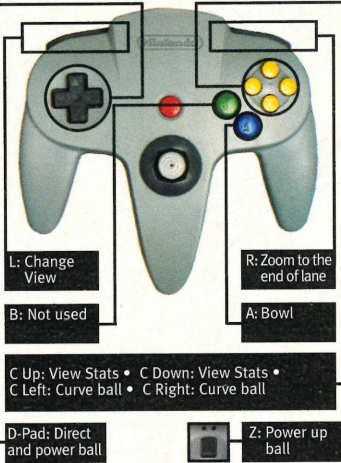 Nintendo
B
A
L: Change
View
R: Zoom to the
end of lane
B: Not used
A: Bowl
C Up: View Stats • C Down: View Stats •
C Left: Curve ball • C Right: Curve ball
D-Pad: Direct
and power ball
Z: Power up
ball